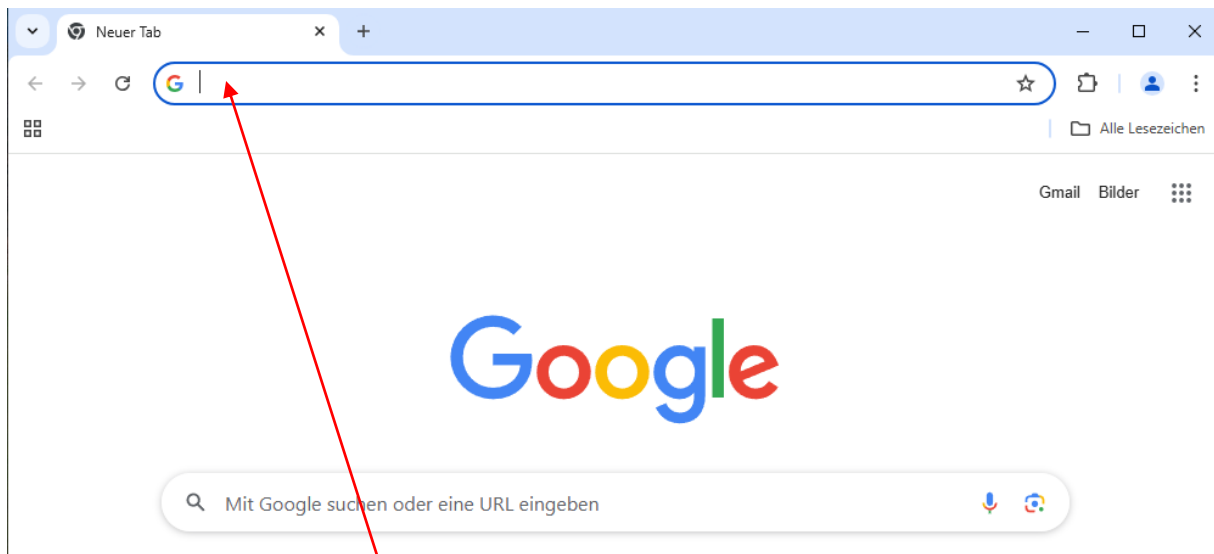 Neuer Tab
Alle Lesezeichen
Gmail Bilder
Google
Mit Google suchen oder eine URL eingeben